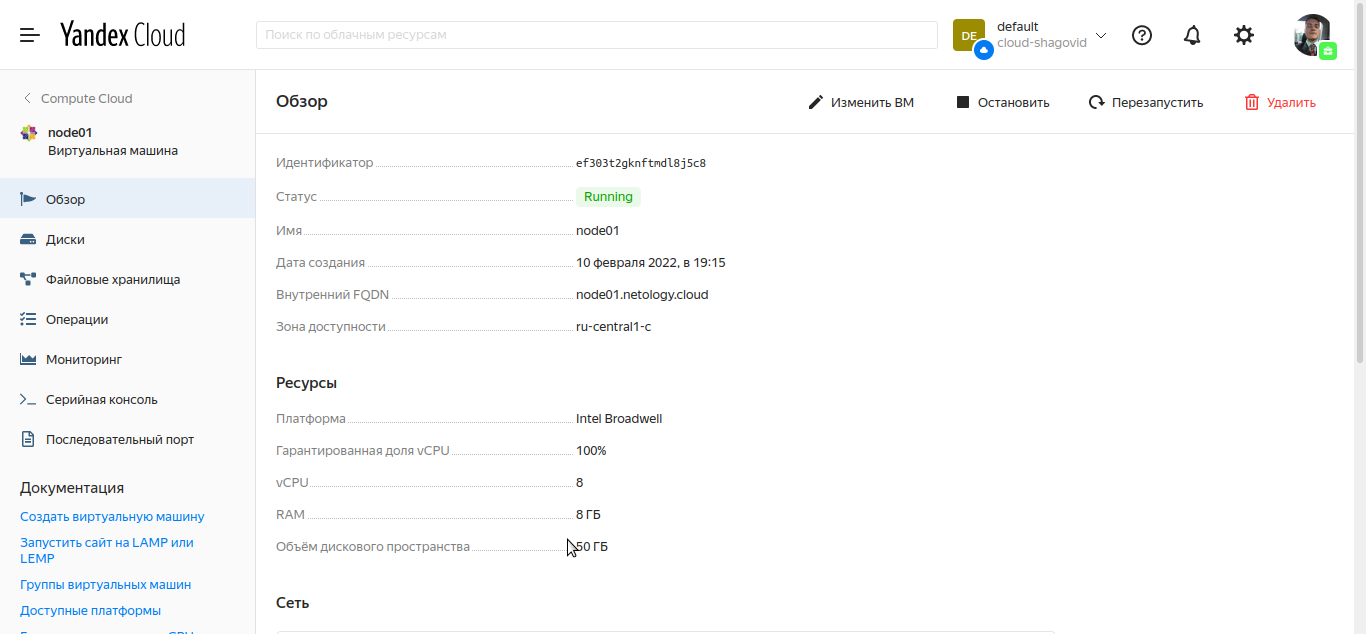 Yandex Cloud
Поиск по облачным ресурсам
DE
default
cloud-shagovid
Compute Cloud
node01
Виртуальная машина
Обзор
Диски
Файловые хранилища
Операции
Мониторинг
Серийная консоль
Последовательный порт
Документация
Создать виртуальную машину
Запустить сайт на LAMP или
LEMP
Группы виртуальных машин
Доступные платформы
Обзор
Изменить ВМ
Остановить
Перезапустить
Удалить
Идентификатор ef303t2gknftmdl8j5c8
Статус Running
Имя node01
Дата создания 10 февраля 2022, в 19:15
Внутренний FQDN node01.netology.cloud
Зона доступности ru-central1-c
Ресурсы
Платформа Intel Broadwell
Гарантированная доля vCPU 100%
vCPU 8
RAM 8 ГБ
Объём дискового пространства 50 ГБ
Сеть